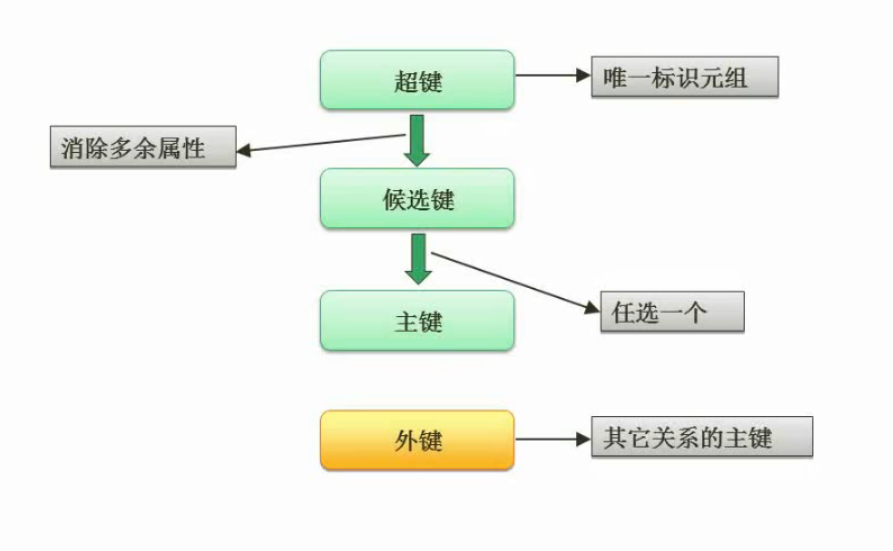 超键
唯一标识元组
消除多余属性
候选键
主键
任选一个
外键
其它关系的主键